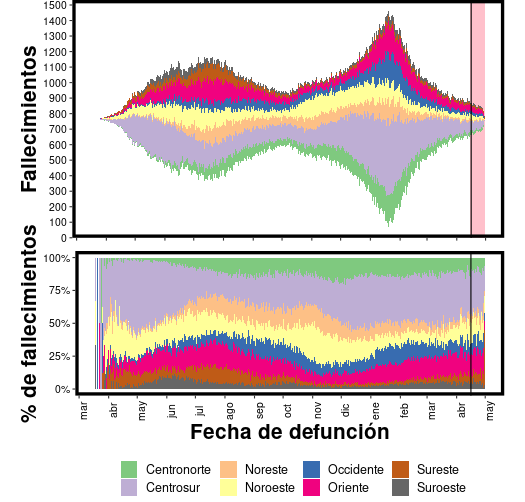 Fallecimientos
1500
1400
1300
1200
1100
1000
900
800
700
600
500
400
300
200
100
0
% de fallecimientos
100%
75%
50%
25%
0%
mar
abr
may
jun
jul
ago
sep
oct
nov
dic
ene
feb
mar
abr
may
Fecha de defunción
Centronorte Noreste Occidente Sureste
Centrosur Noroeste Oriente Suroeste